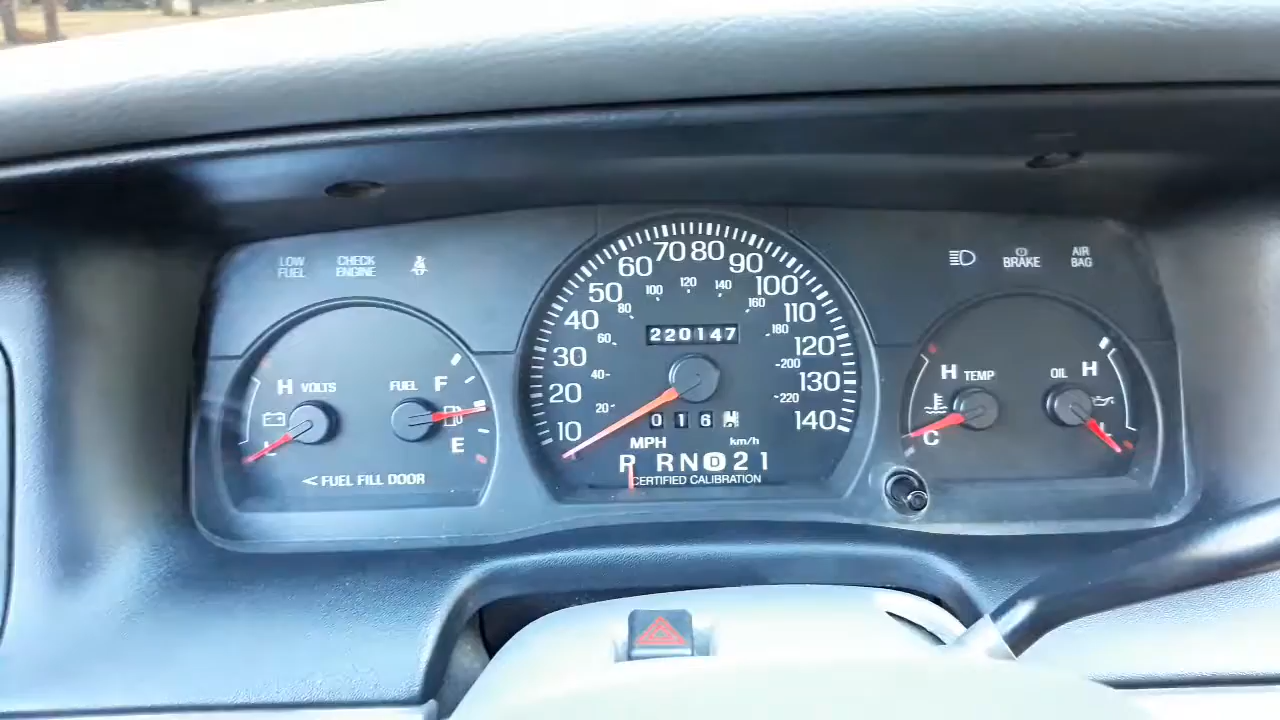 LOW
FUEL
CHECK
ENGINE
H VOLTS
L
FUEL F
E
< FUEL FILL DOOR
10
20
30
40
50
60
70
80
90
100
110
120
130
140
20
40
60
80
100
120
140
160
180
200
220
220147
016
MPH
km/h
P RN D 21
CERTIFIED CALIBRATION
BRAKE
AIR
BAG
H TEMP
C
OIL H
L